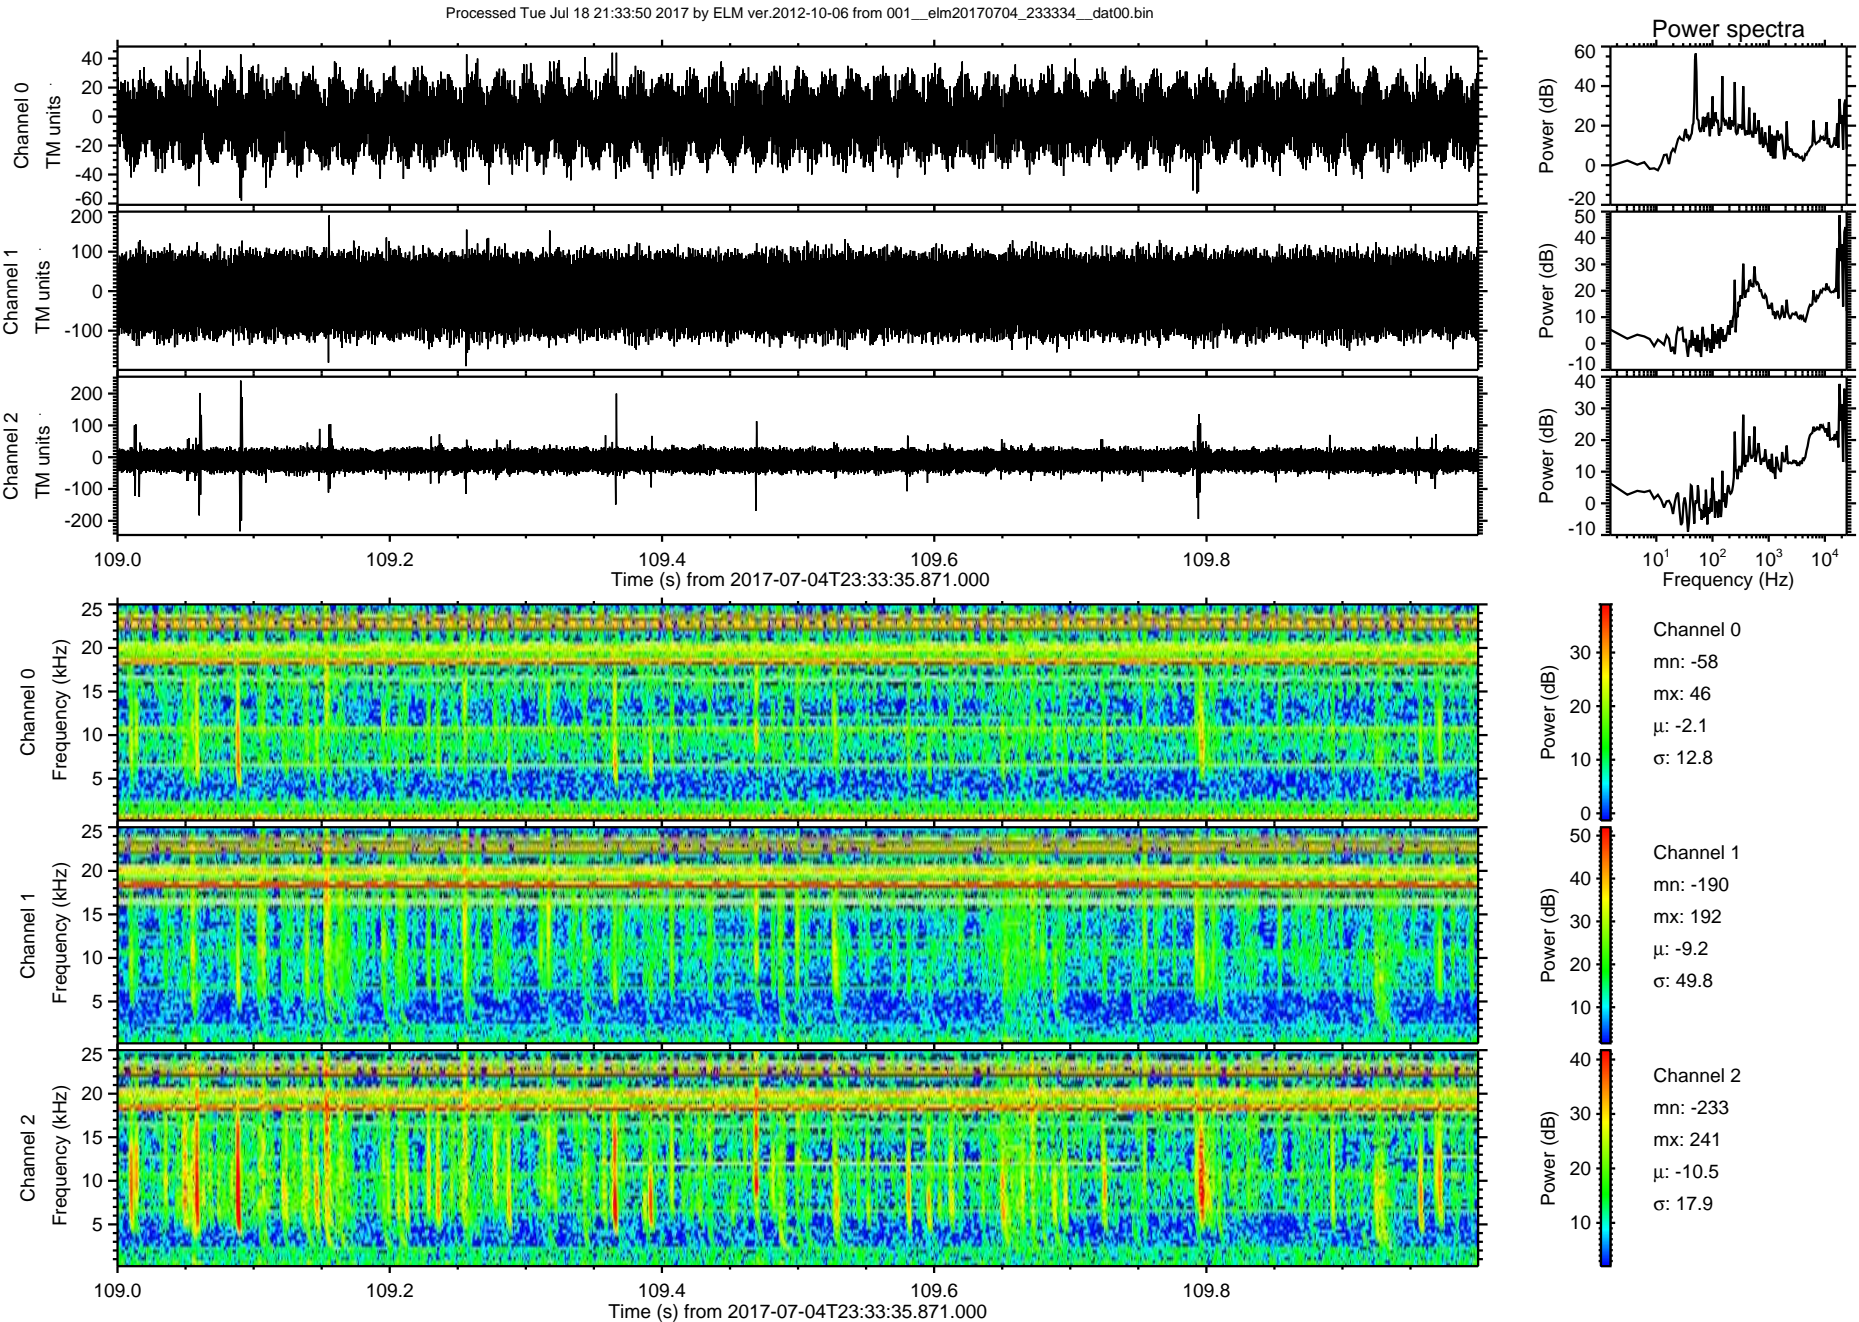 Processed Tue Jul 18 21:33:50 2017 by ELM ver.2012-10-06 from 001__elm20170704_233334__dat00.bin
Power spectra
Channel 0
TM units
40
20
0
-20
-40
-60
Power (dB)
60
40
20
0
-20
Channel 1
TM units
200
100
0
-100
Power (dB)
50
40
30
20
10
0
-10
Channel 2
TM units
200
100
0
-100
-200
Power (dB)
40
30
20
10
0
-10
109.0 109.2 109.4 109.6 109.8
Time (s) from 2017-07-04T23:33:35.871.000
10^1 10^2 10^3 10^4
Frequency (Hz)
Channel 0
Frequency (kHz)
25
20
15
10
5
Power (dB)
30
20
10
0
Channel 0
mn: -58
mx: 46
μ: -2.1
σ: 12.8
Channel 1
Frequency (kHz)
25
20
15
10
5
Power (dB)
50
40
30
20
10
Channel 1
mn: -190
mx: 192
μ: -9.2
σ: 49.8
Channel 2
Frequency (kHz)
25
20
15
10
5
Power (dB)
40
30
20
10
Channel 2
mn: -233
mx: 241
μ: -10.5
σ: 17.9
109.0 109.2 109.4 109.6 109.8
Time (s) from 2017-07-04T23:33:35.871.000